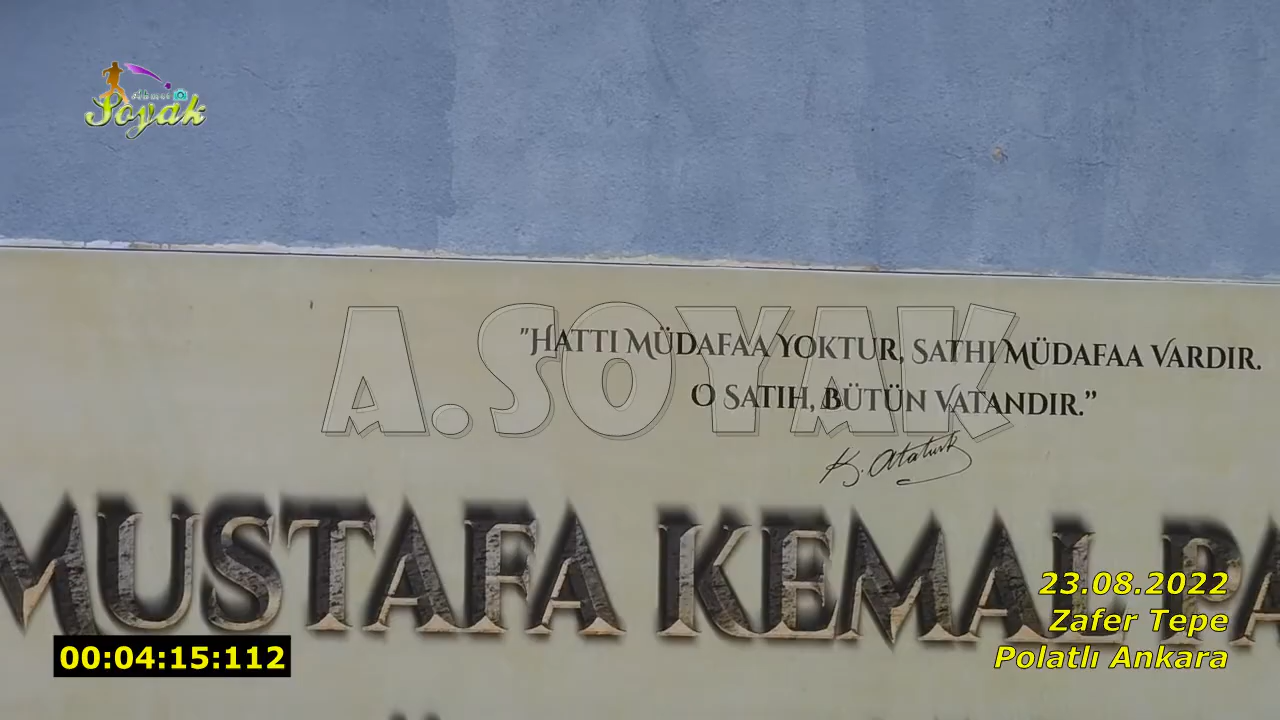 Soyak
A.SOYAK
"HATTI MÜDAFAA YOKTUR, SATHI MÜDAFAA VARDIR.
O SATIH, BÜTÜN VATANDIR.”
K. Atatürk
MUSTAFA KEMAL PA
23.08.2022
Zafer Tepe
Polatlı Ankara
00:04:15:112